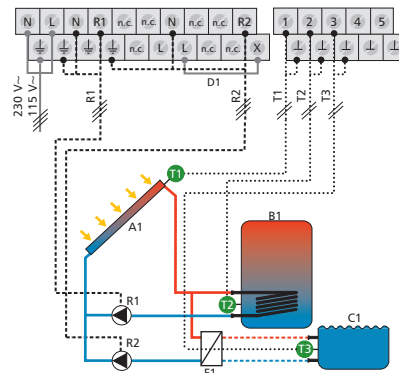 N L N R1 n.c. n.c. N n.c. n.c. R2
1 2 3 4 5
n.c. L L n.c. X
D1
230 V~
115 V~
R1
R2
T1
T2
T3
T1
A1
B1
R1
T2
C1
R2
T3